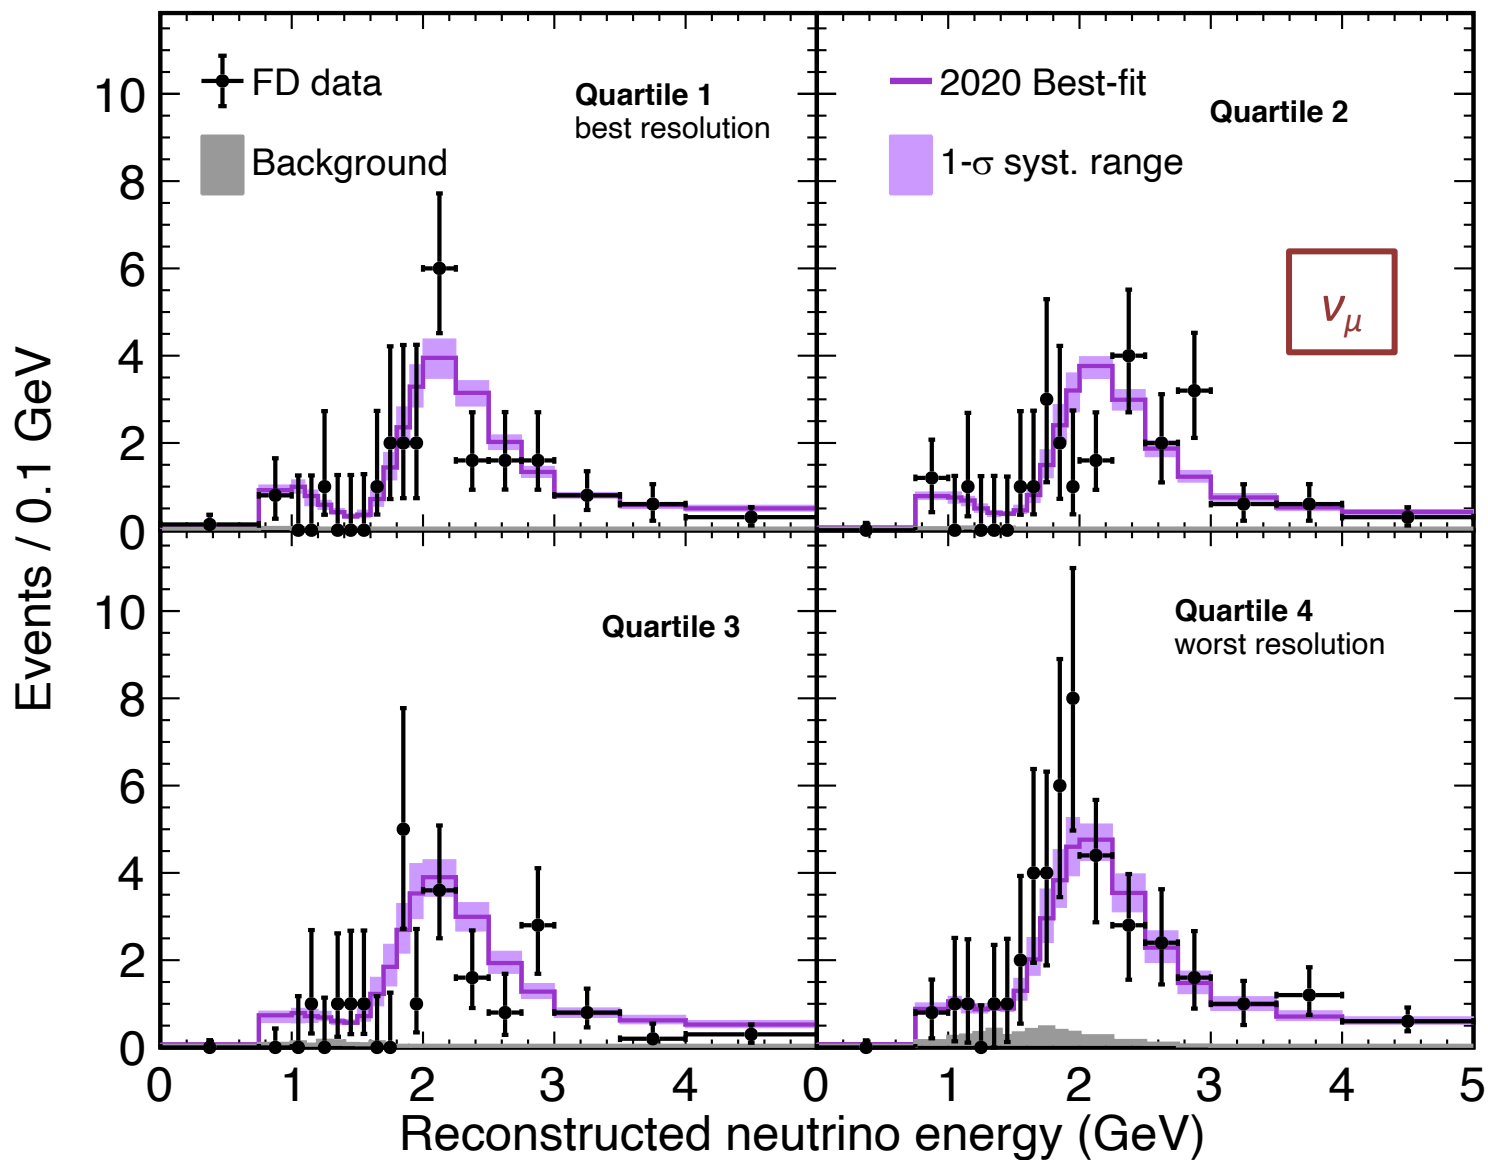 FD data
Background
Quartile 1
best resolution
2020 Best-fit
1-σ syst. range
Quartile 2
νμ
Quartile 3
Quartile 4
worst resolution
10
8
6
4
2
0
10
8
6
4
2
0
0 1 2 3 4 0 1 2 3 4 5
Events / 0.1 GeV
Reconstructed neutrino energy (GeV)